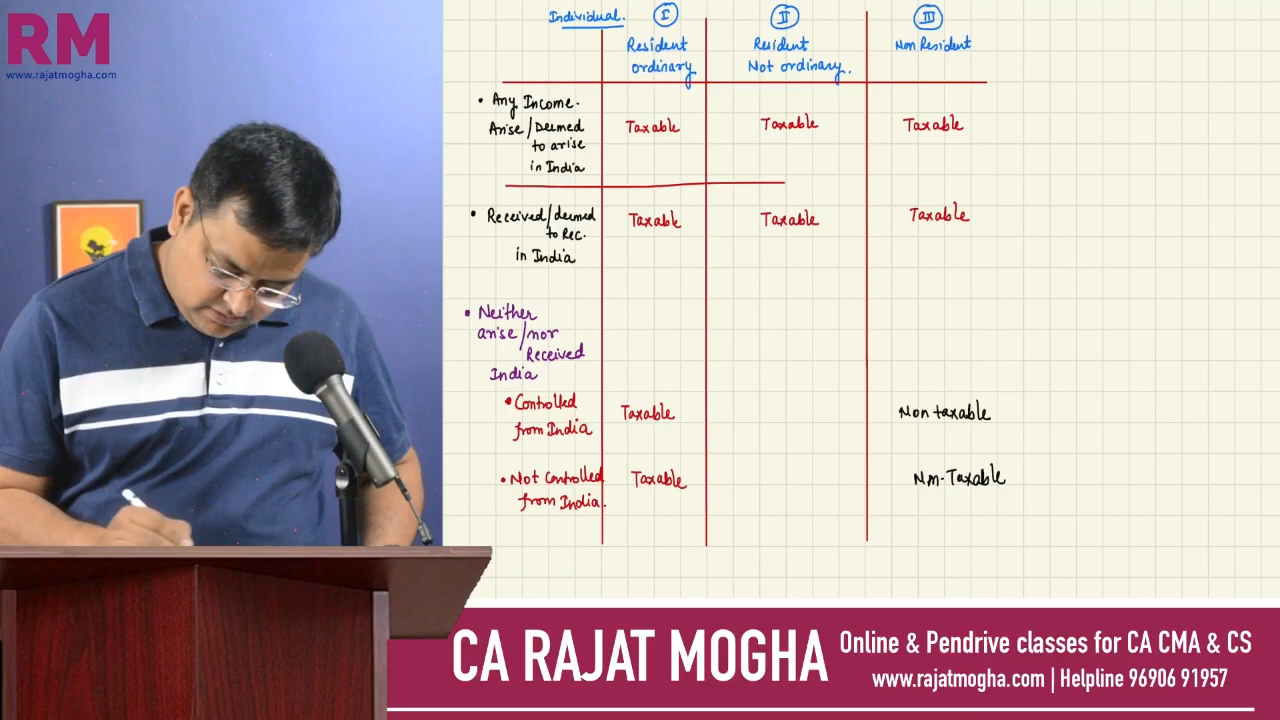 RM
www.rajatmogha.com
Individual. I II III
Resident
ordinary
Resident
Not ordinary.
Non Resident
• Any Income.
Arise/Deemed
to arise
in India
Taxable Taxable Taxable
• Received/deemed
to Rec.
in India
Taxable Taxable Taxable
• Neither
arise/nor
Received
India
• Controlled
from India
Taxable Non taxable
• Not Controlled
from India.
Taxable Non-Taxable
CA RAJAT MOGHA
Online & Pendrive classes for CA CMA & CS
www.rajatmogha.com | Helpline 96906 91957